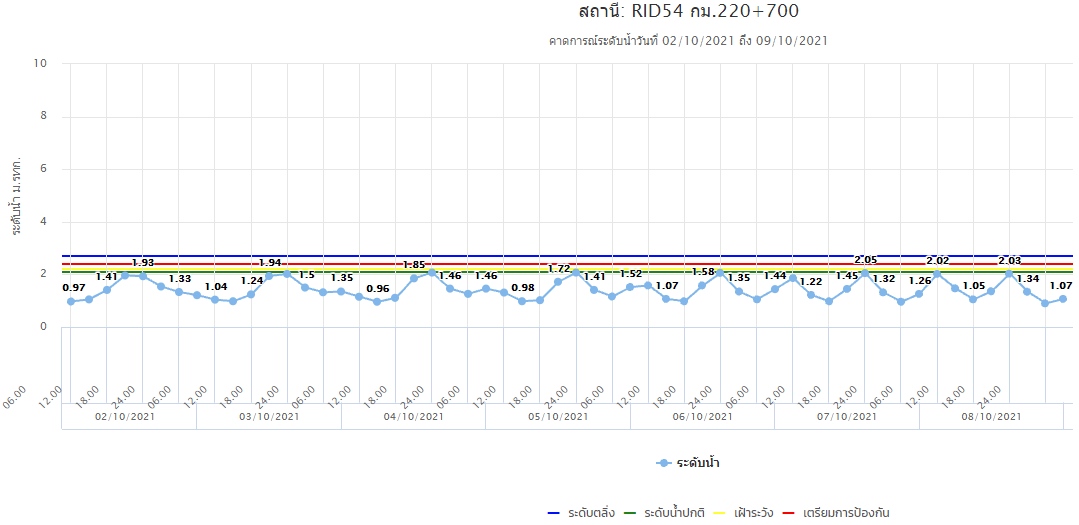 สถานี: RID54 กม.220+700
คาดการณ์ระดับน้ำวันที่ 02/10/2021 ถึง 09/10/2021
ระดับน้ำ ม.รทก.
10
8
6
4
2
0
0.97 1.41 1.93 1.33 1.04 1.24 1.94 1.5 1.35 0.96 1.85 1.46 1.46 0.98 1.72 1.41 1.52 1.07 1.58 1.35 1.44 1.22 1.45 2.05 1.32 1.26 2.02 1.05 2.03 1.34 1.07
06.00 12.00 18.00 24.00 06.00 12.00 18.00 24.00 06.00 12.00 18.00 24.00 06.00 12.00 18.00 24.00 06.00 12.00 18.00 24.00 06.00 12.00 18.00 24.00 06.00 12.00 18.00 24.00
02/10/2021 03/10/2021 04/10/2021 05/10/2021 06/10/2021 07/10/2021 08/10/2021
ระดับน้ำ
ระดับตลิ่ง ระดับน้ำปกติ เฝ้าระวัง เตรียมการป้องกัน